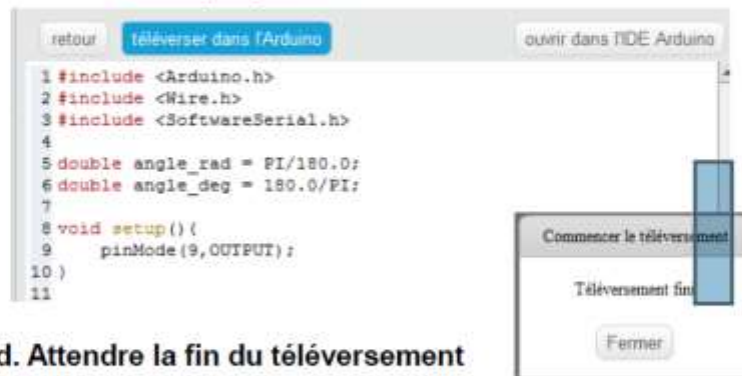 retour
téléverser dans l'Arduino
ouvrir dans l'IDE Arduino
1 #include <Arduino.h>
2 #include <Wire.h>
3 #include <SoftwareSerial.h>
4
5 double angle_rad = PI/180.0;
6 double angle_deg = 180.0/PI;
7
8 void setup(){
9 pinMode(9,OUTPUT);
10 }
11
Commencer le téléversement
Téléversement
Fermer
d. Attendre la fin du téléversement